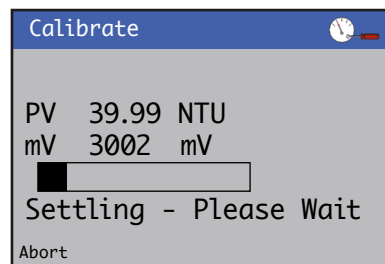 Calibrate
PV 39.99 NTU
mV 3002 mV
Settling - Please Wait
Abort